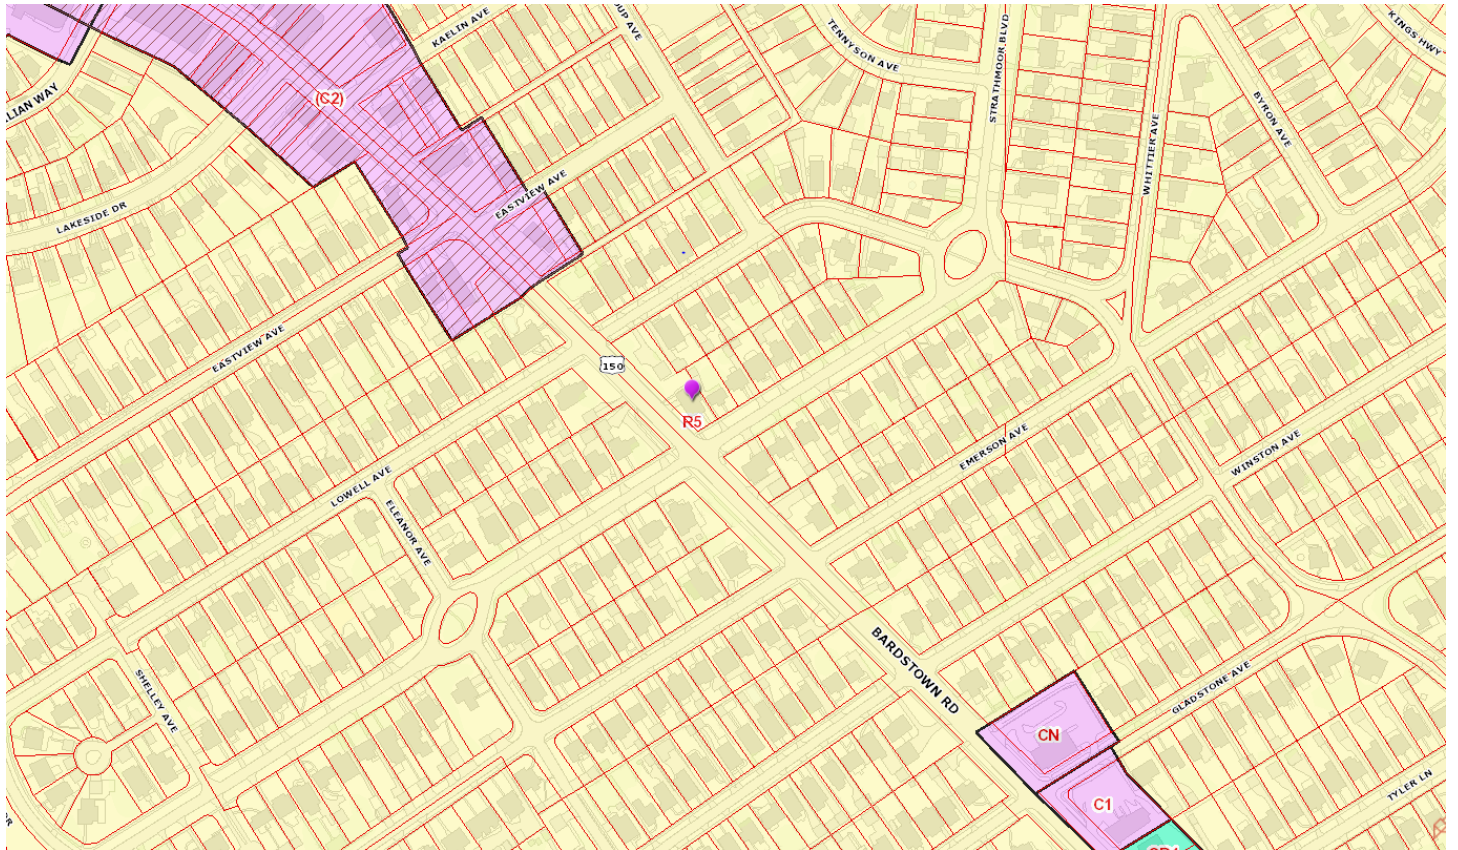 KAELIN AVE
UP AVE
TENNYSON AVE
STRATHMOOR BLVD
KINGS HWY
LIAN WAY
(C2)
BYRON AVE
WHITTIER AVE
LAKESIDE DR
EASTVIEW AVE
EASTVIEW AVE
150
R5
LOWELL AVE
EMERSON AVE
WINSTON AVE
ELEANOR AVE
BARDSTOWN RD
SHELLEY AVE
GLADSTONE AVE
CN
C1
TYLER LN